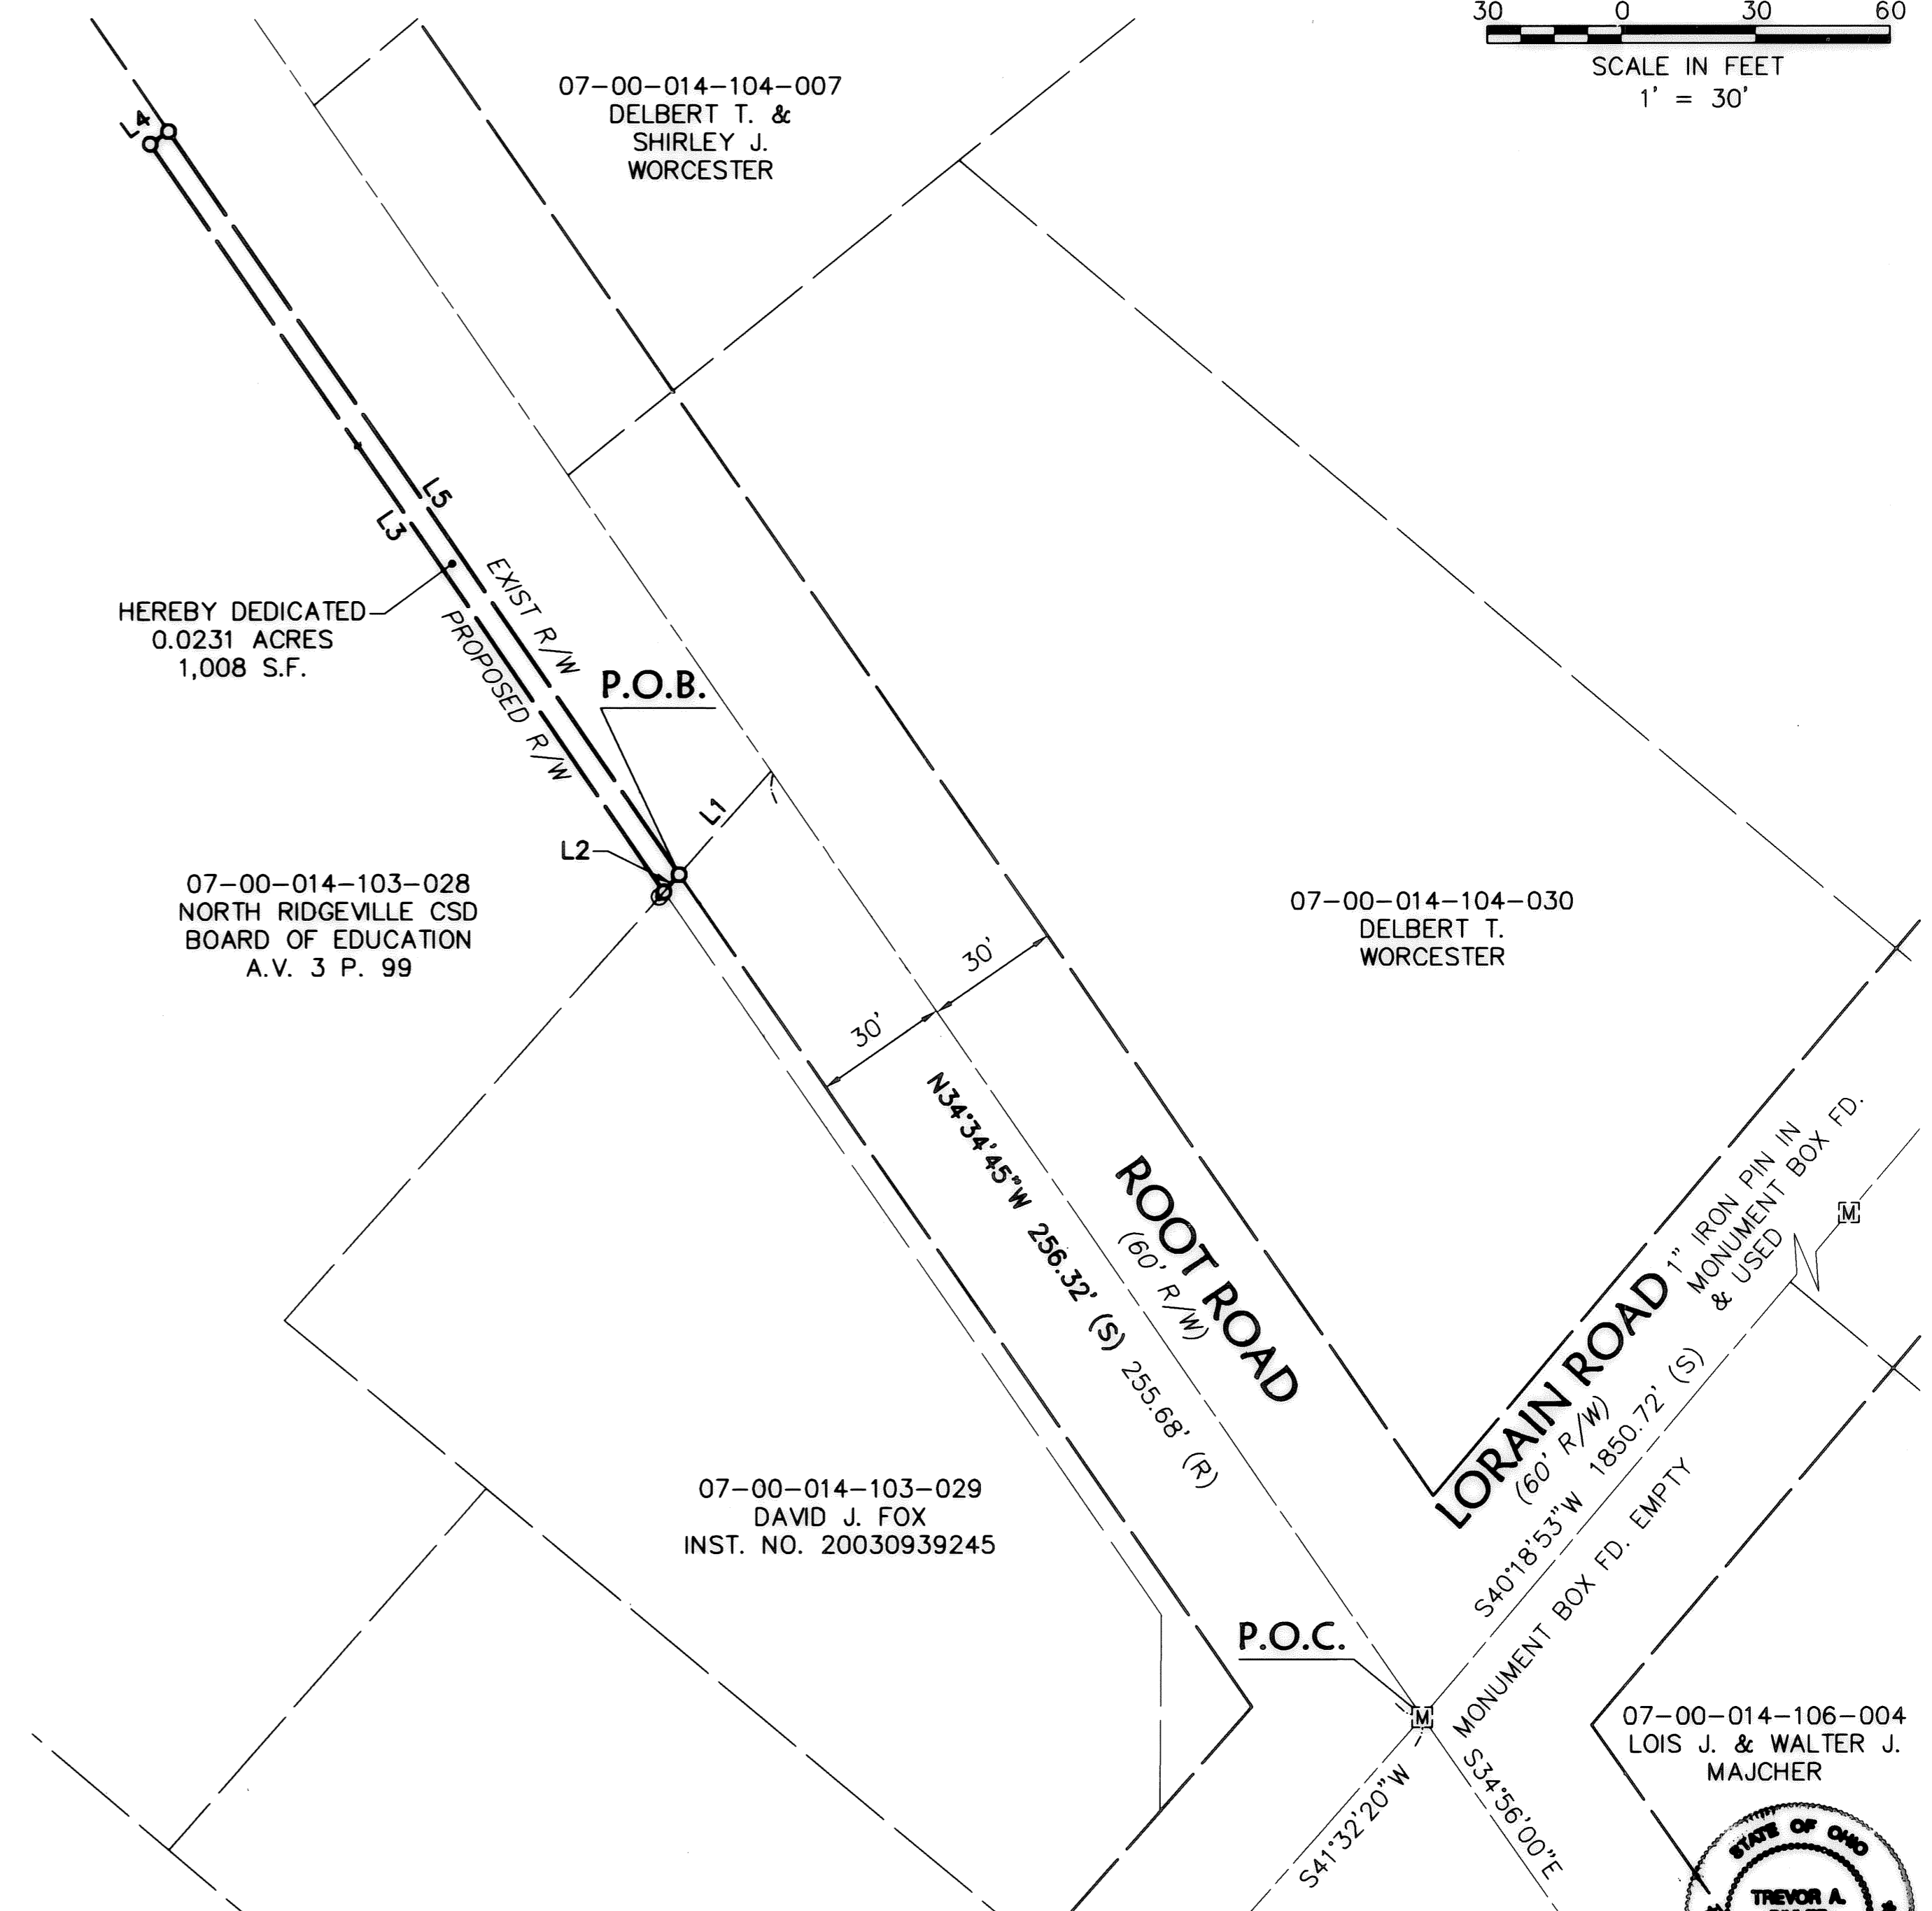 30 0 30 60
SCALE IN FEET
1' = 30'
07-00-014-104-007
DELBERT T. &
SHIRLEY J.
WORCESTER
L4
L5
L3
EXIST R/W
PROPOSED R/W
HEREBY DEDICATED
0.0231 ACRES
1,008 S.F.
P.O.B.
L1
L2
07-00-014-103-028
NORTH RIDGEVILLE CSD
BOARD OF EDUCATION
A.V. 3 P. 99
07-00-014-104-030
DELBERT T.
WORCESTER
30'
30'
N34°34'45"W 256.32' (S) 255.68' (R)
ROOT ROAD
(60' R/W)
1" IRON PIN IN
MONUMENT BOX FD.
& USED
M
LORAIN ROAD
(60' R/W)
S40°18'53"W 1850.72' (S)
MONUMENT BOX FD. EMPTY
07-00-014-103-029
DAVID J. FOX
INST. NO. 20030939245
P.O.C.
M
S41°32'20"W
S34°56'00"E
07-00-014-106-004
LOIS J. & WALTER J.
MAJCHER
STATE OF OHIO
TREVOR A.